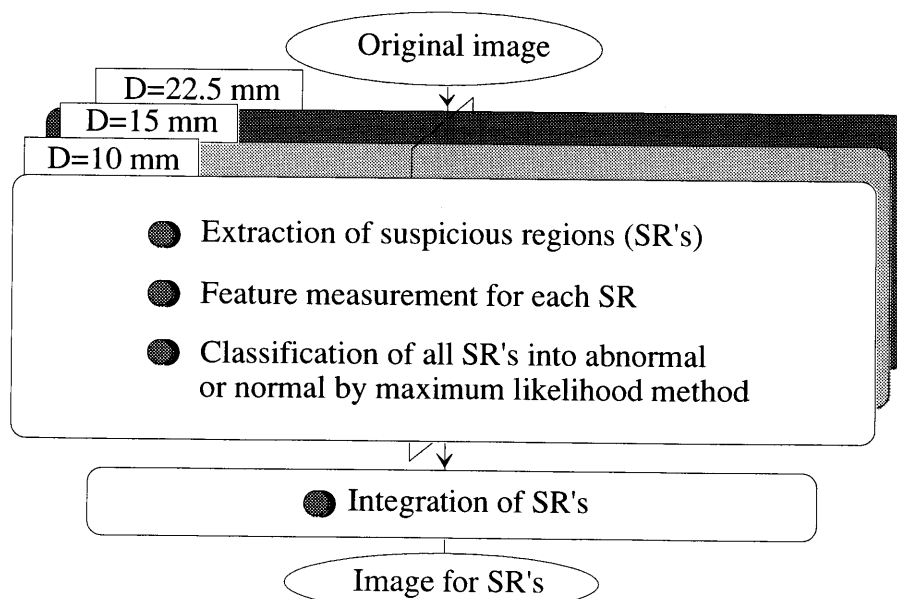 Original image
D=22.5 mm
D=15 mm
D=10 mm
Extraction of suspicious regions (SR's)
Feature measurement for each SR
Classification of all SR's into abnormal
or normal by maximum likelihood method
Integration of SR's
Image for SR's